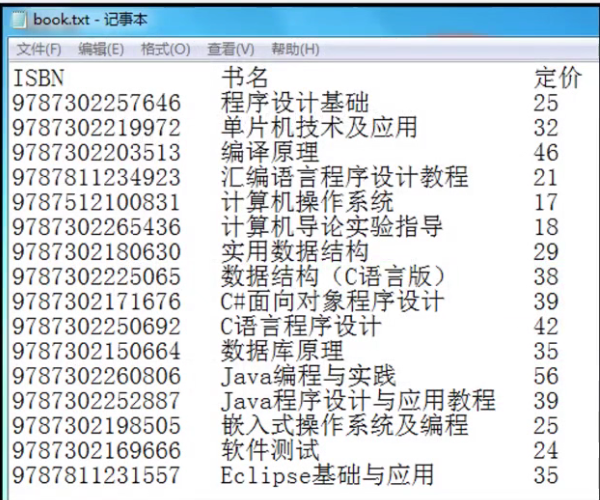 book.txt - 记事本
文件(F) 编辑(E) 格式(O) 查看(V) 帮助(H)
ISBN 书名 定价
9787302257646 程序设计基础 25
9787302219972 单片机技术及应用 32
9787302203513 编译原理 46
9787811234923 汇编语言程序设计教程 21
9787512100831 计算机操作系统 17
9787302265436 计算机导论实验指导 18
9787302180630 实用数据结构 29
9787302225065 数据结构（C语言版） 38
9787302171676 C#面向对象程序设计 39
9787302250692 C语言程序设计 42
9787302150664 数据库原理 35
9787302260806 Java编程与实践 56
9787302252887 Java程序设计与应用教程 39
9787302198505 嵌入式操作系统及编程 25
9787302169666 软件测试 24
9787811231557 Eclipse基础与应用 35